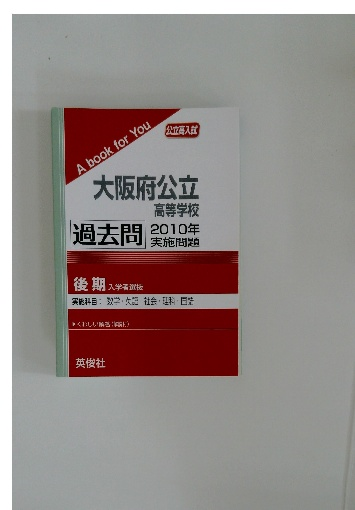 A book for You
公立高入試
大阪府公立
高等学校
過去問
2010年
実施問題
後期 入学者選抜
実施科目: 数学・英語・社会・理科・国語
英俊社